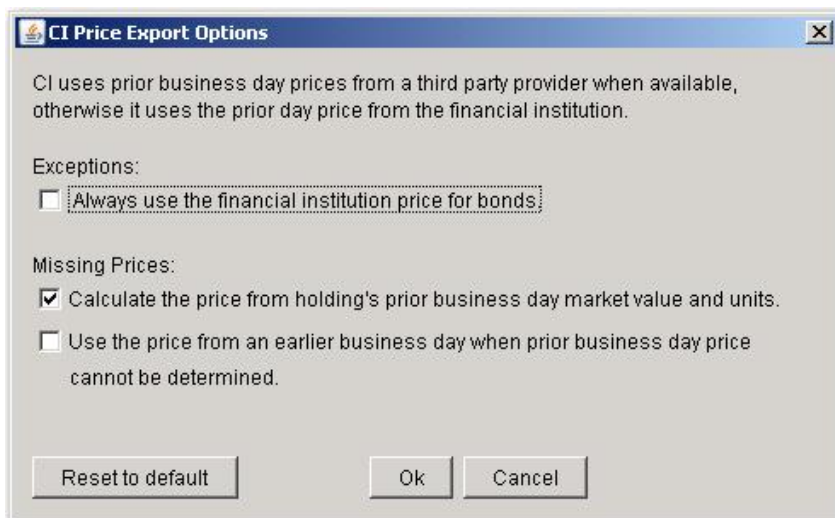 CI Price Export Options
CI uses prior business day prices from a third party provider when available,
otherwise it uses the prior day price from the financial institution.
Exceptions:
Always use the financial institution price for bonds.
Missing Prices:
Calculate the price from holding's prior business day market value and units.
Use the price from an earlier business day when prior business day price
cannot be determined.
Reset to default
Ok
Cancel